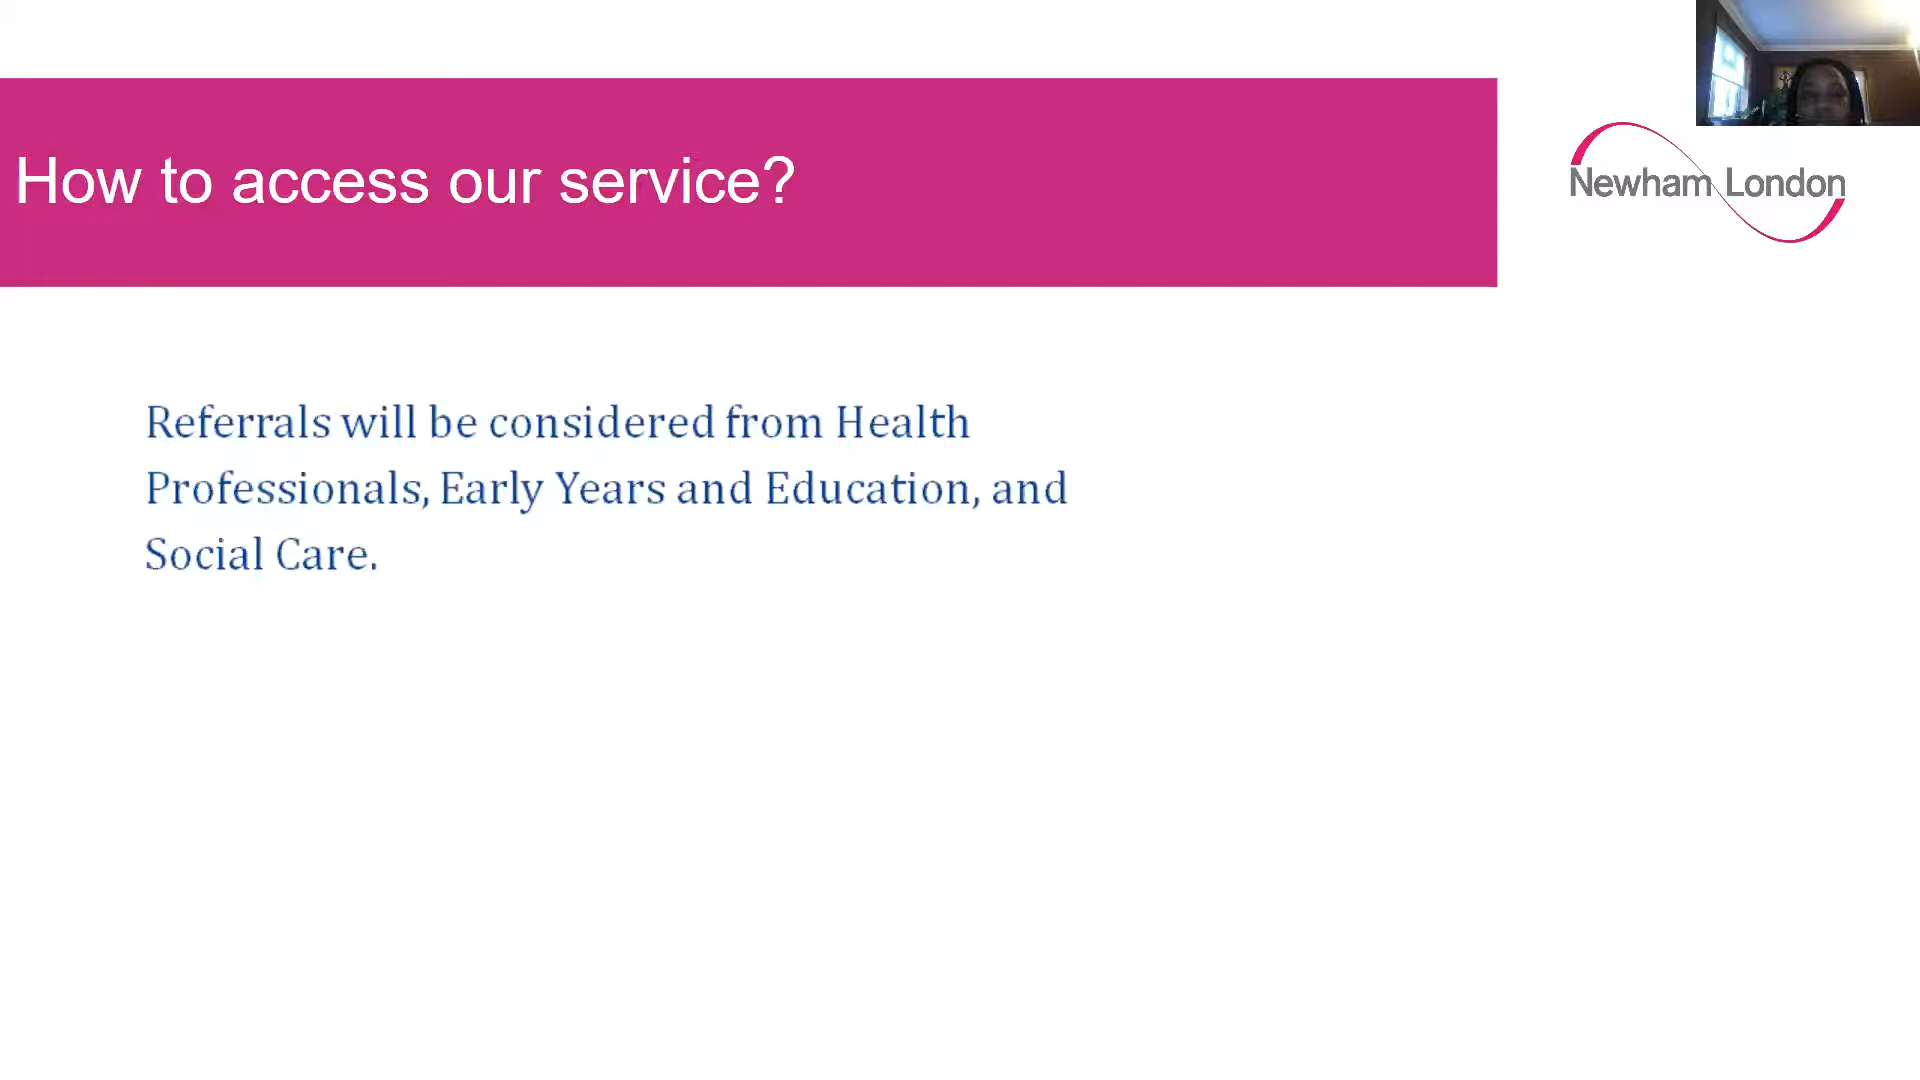 How to access our service?
Newham London
Referrals will be considered from Health
Professionals, Early Years and Education, and
Social Care.